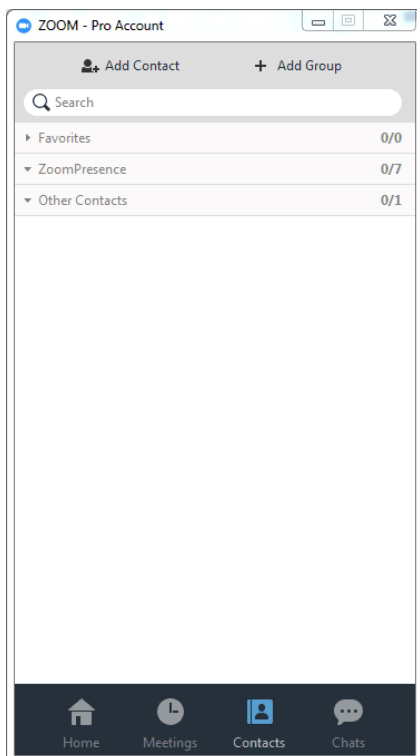 ZOOM - Pro Account
Add Contact + Add Group
Search
Favorites 0/0
ZoomPresence 0/7
Other Contacts 0/1
Home Meetings Contacts Chats